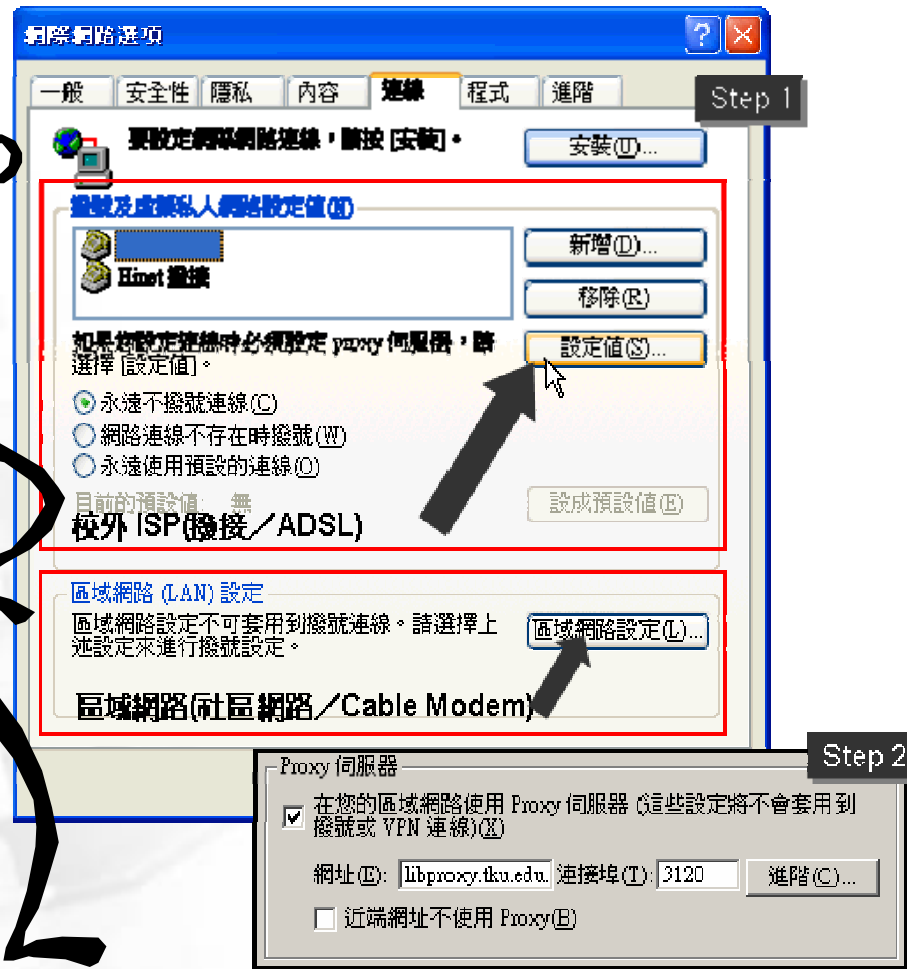 網際網路選項
一般 安全性 隱私 內容 連線 程式 進階
Step 1
要設定網際網路連線，請按 [安裝]。
安裝(U)...
撥號及虛擬私人網路設定值(N)
新增(D)...
Hinet 撥接
移除(R)
如果您設定連線時必須設定 proxy 伺服器，請
選擇 [設定值]。
設定值(S)...
永遠不撥號連線(C)
網路連線不存在時撥號(W)
永遠使用預設的連線(O)
目前的預設值: 無
設成預設值(E)
校外 ISP(撥接／ADSL)
區域網路 (LAN) 設定
區域網路設定不可套用到撥號連線。請選擇上
述設定來進行撥號設定。
區域網路設定(L)...
區域網路(社區網路／Cable Modem)
Step 2
Proxy 伺服器
在您的區域網路使用 Proxy 伺服器 (這些設定將不會套用到
撥號或 VPN 連線)(X)
網址(E): libproxy.tku.edu. 連接埠(T): 3120 進階(C)...
近端網址不使用 Proxy(B)